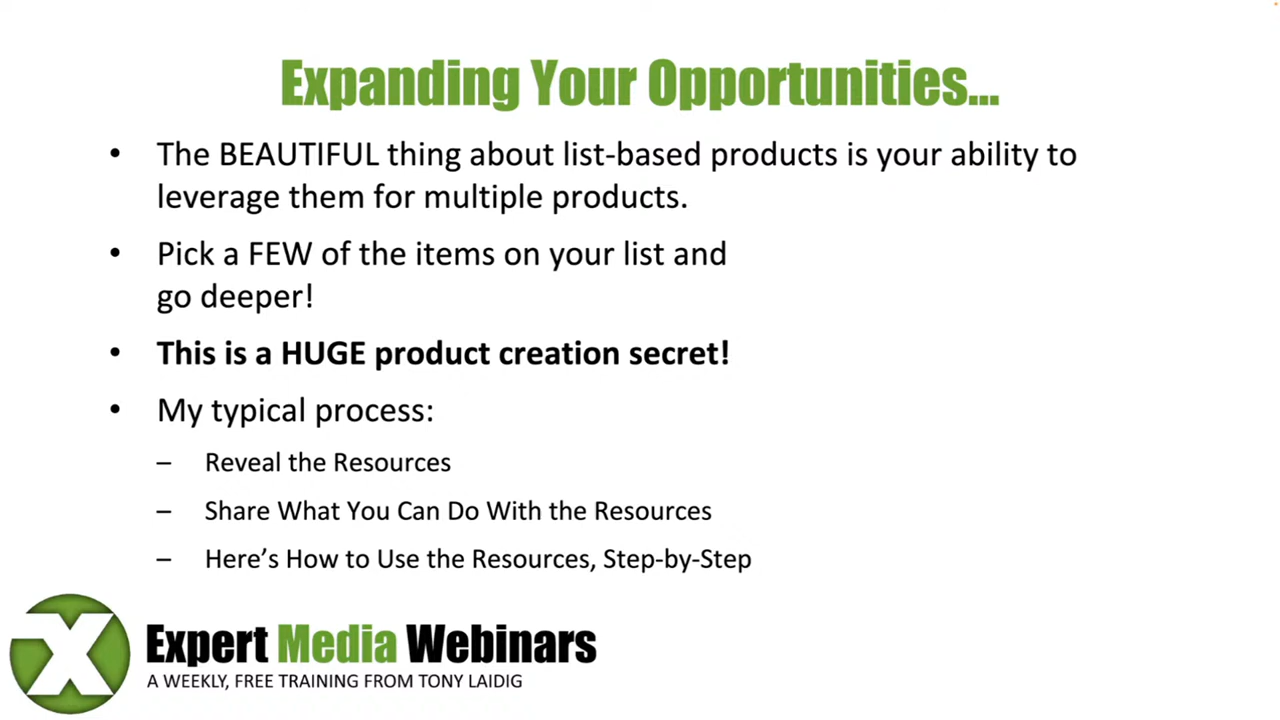 Expanding Your Opportunities...
• The BEAUTIFUL thing about list-based products is your ability to
leverage them for multiple products.
• Pick a FEW of the items on your list and
go deeper!
• This is a HUGE product creation secret!
• My typical process:
– Reveal the Resources
– Share What You Can Do With the Resources
– Here's How to Use the Resources, Step-by-Step
X
Expert Media Webinars
A WEEKLY, FREE TRAINING FROM TONY LAIDIG